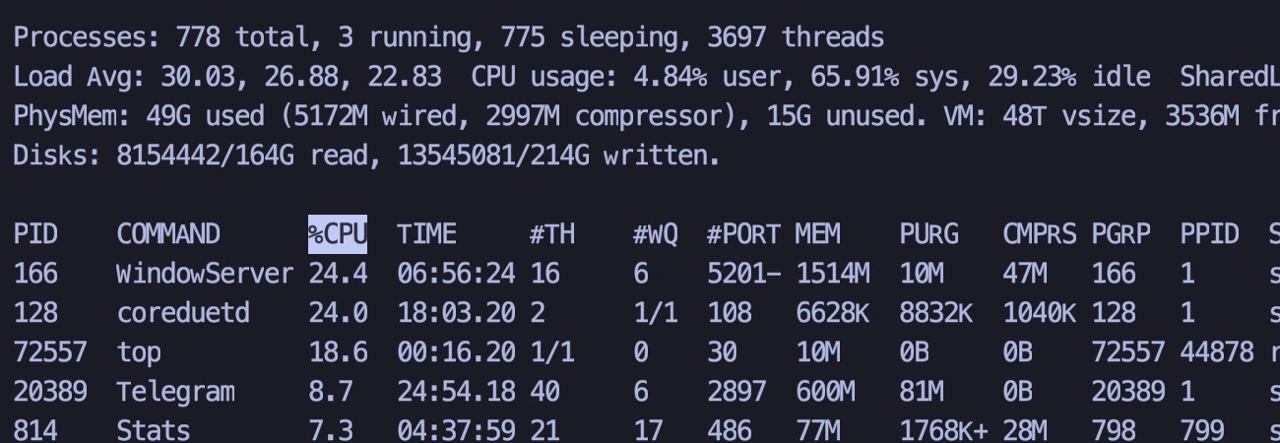 Processes: 778 total, 3 running, 775 sleeping, 3697 threads
Load Avg: 30.03, 26.88, 22.83  CPU usage: 4.84% user, 65.91% sys, 29.23% idle  SharedL
PhysMem: 49G used (5172M wired, 2997M compressor), 15G unused. VM: 48T vsize, 3536M fr
Disks: 8154442/164G read, 13545081/214G written.
PID    COMMAND      %CPU  TIME     #TH    #WQ  #PORT MEM    PURG   CMPRS PGRP  PPID  S
166    WindowServer 24.4  06:56:24 16     6    5201- 1514M  10M    47M   166   1     s
128    coreduetd    24.0  18:03.20 2      1/1  108   6628K  8832K  1040K 128   1     s
72557  top          18.6  00:16.20 1/1    0    30    10M    0B     0B    72557 44878 r
20389  Telegram     8.7   24:54.18 40     6    2897  600M   81M    0B    20389 1     s
814    Stats        7.3   04:37:59 21     17   486   77M    1768K+ 28M   798   799   s